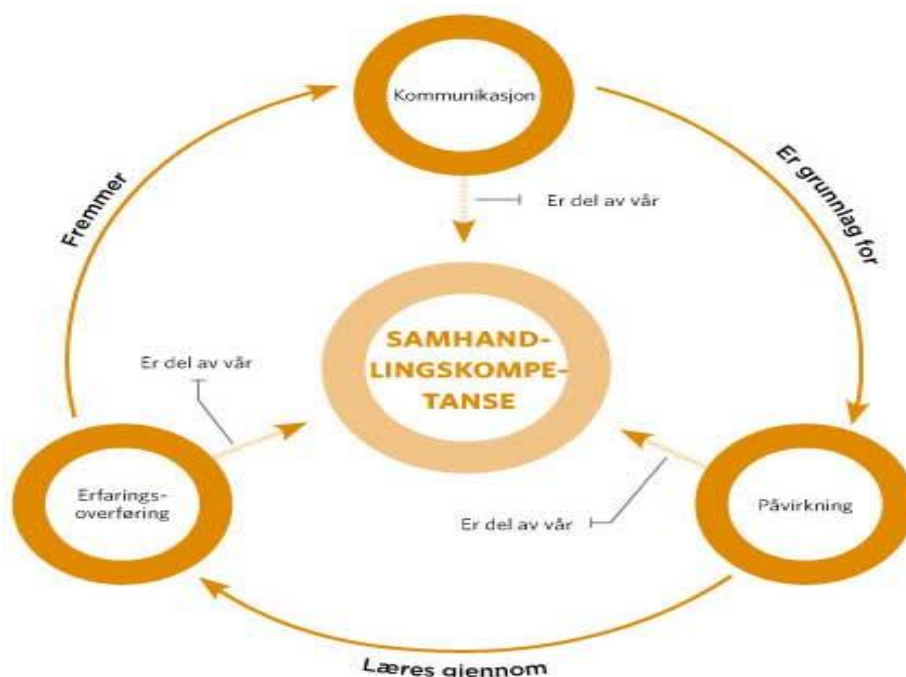 Kommunikasjon
Fremmer
Er grunnlag for
Er del av vår
SAMHAND-
LINGSKOMPE-
TANSE
Er del av vår
Erfarings-
overføring
Påvirkning
Er del av vår
Læres gjennom